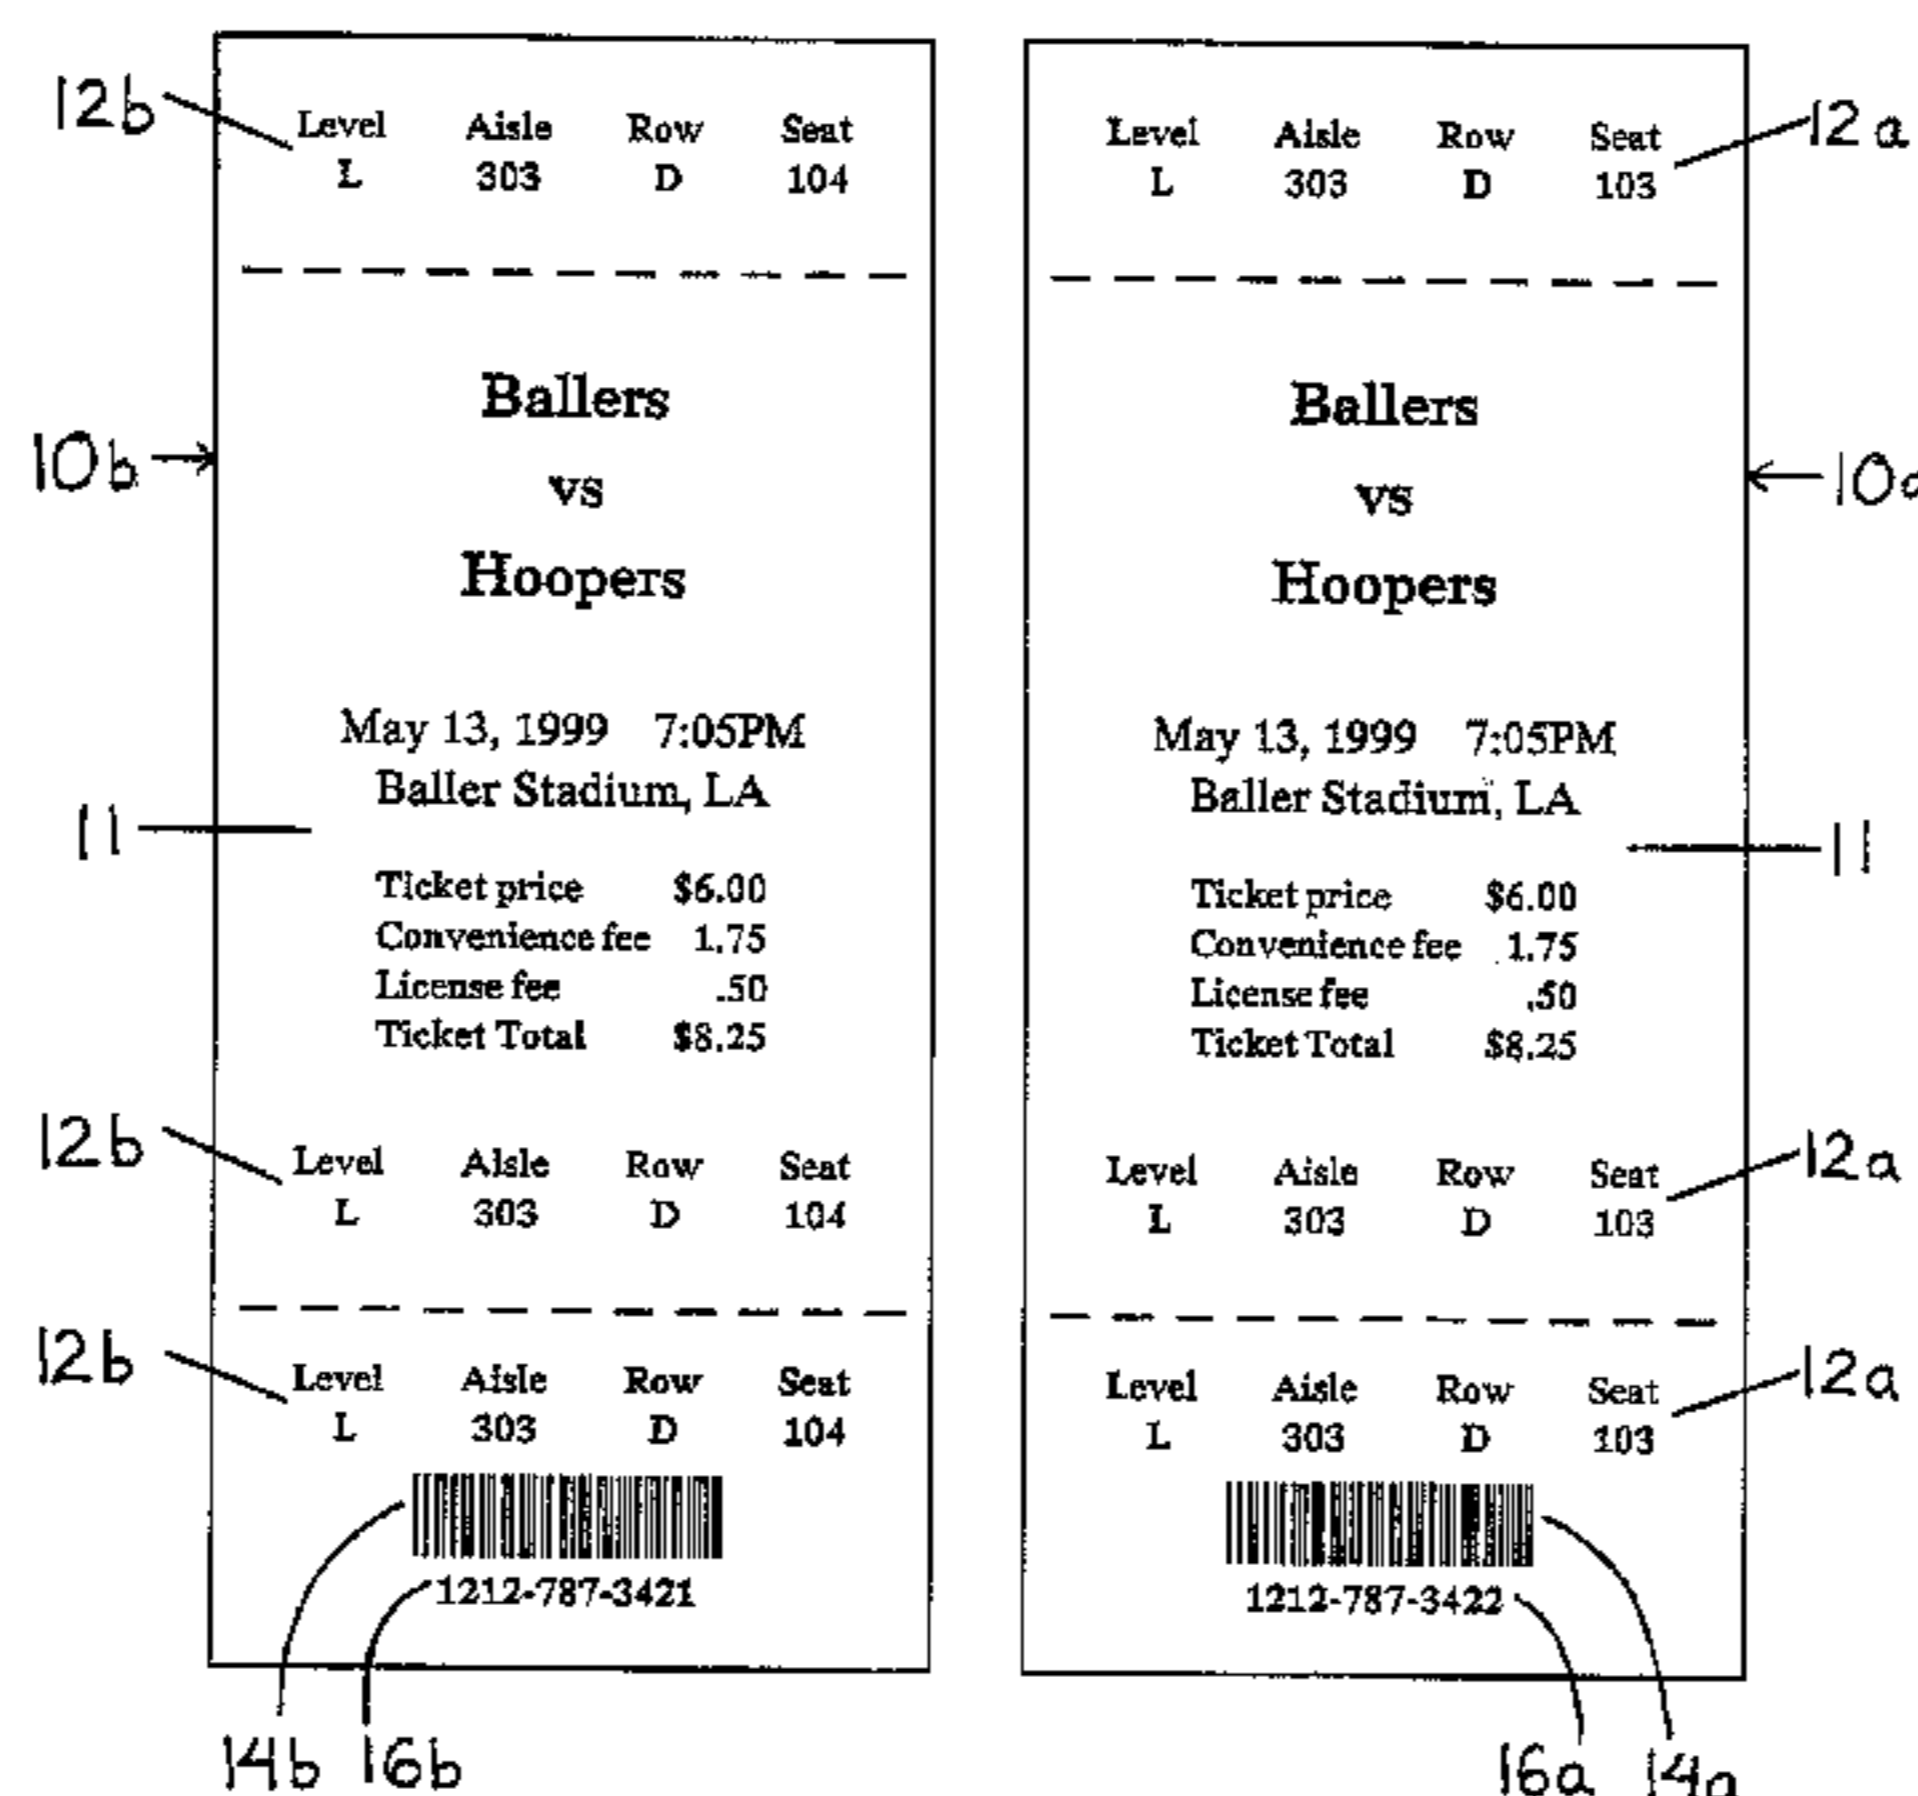 12b
Level Aisle Row Seat
L 303 D 104
Ballers
10b
vs
Hoopers
May 13, 1999 7:05PM
Baller Stadium, LA
11
Ticket price $6.00
Convenience fee 1.75
License fee .50
Ticket Total $8.25
12b
Level Aisle Row Seat
L 303 D 104
12b
Level Aisle Row Seat
L 303 D 104
1212-787-3421
14b 16b
Level Aisle Row Seat
12a
L 303 D 103
Ballers
vs
10a
Hoopers
May 13, 1999 7:05PM
Baller Stadium, LA
11
Ticket price $6.00
Convenience fee 1.75
License fee .50
Ticket Total $8.25
12a
Level Aisle Row Seat
L 303 D 103
12a
Level Aisle Row Seat
L 303 D 103
1212-787-3422
16a 14a